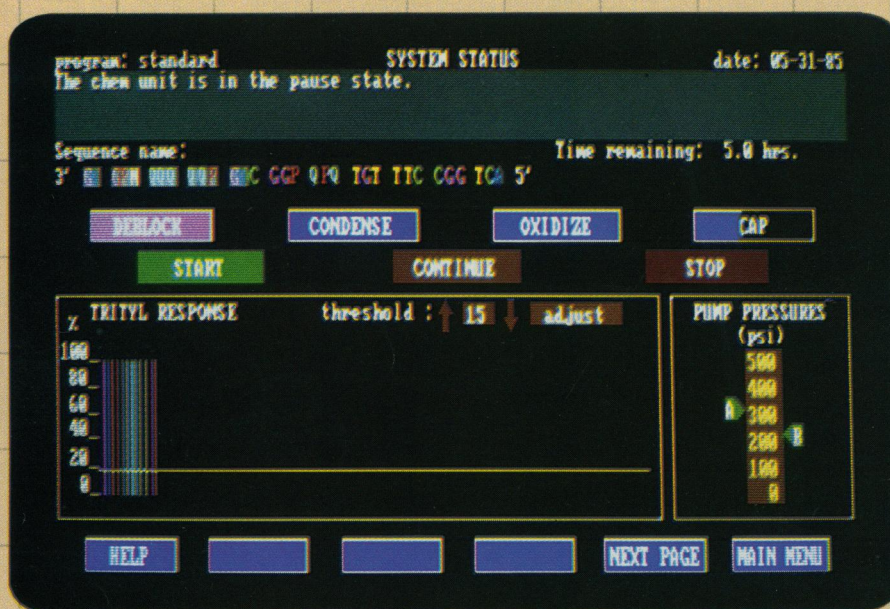 program: standard SYSTEM STATUS date: 05-31-85
The chem unit is in the pause state.
Sequence name: Time remaining: 5.0 hrs.
3' C GGP QPQ TGT TTC CGG TCA 5'
DEBLOCK CONDENSE OXIDIZE CAP
START CONTINUE STOP
% TRITYL RESPONSE threshold : 15 adjust PUMP PRESSURES
(psi)
100
80
60
40
20
0
500
400
A 300
200 B
100
0
HELP NEXT PAGE MAIN MENU